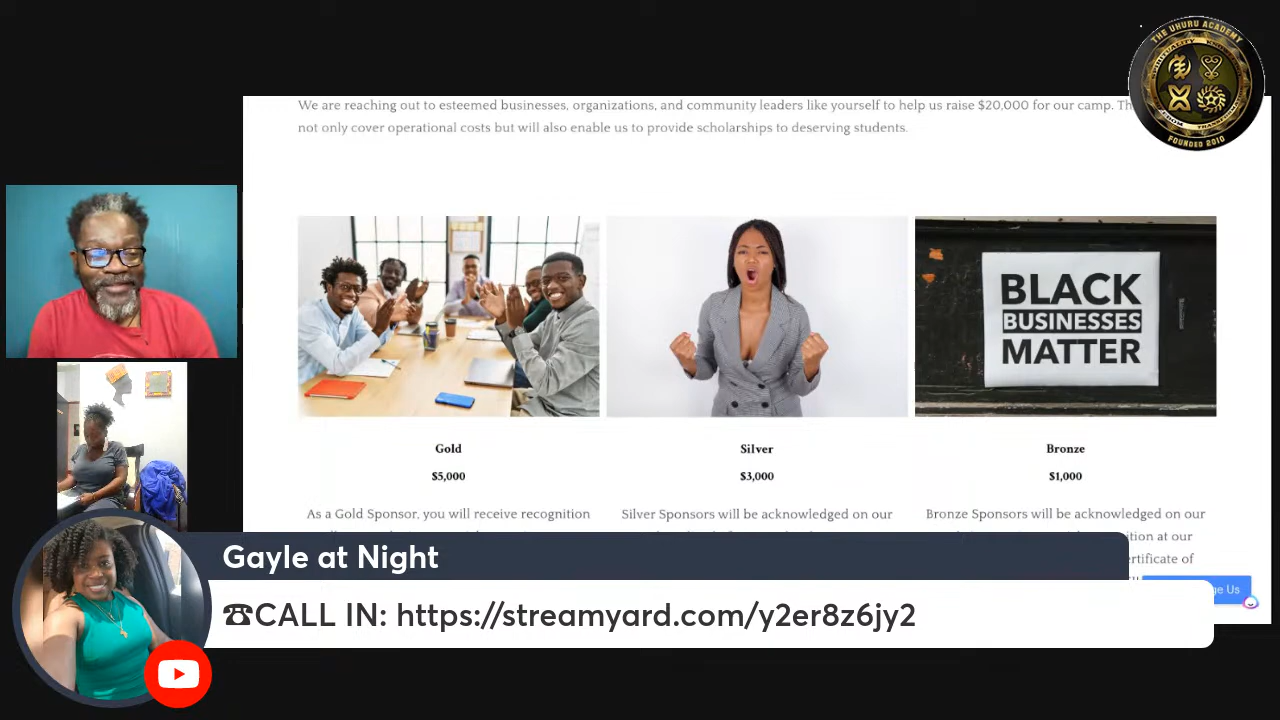 THE UHURU ACADEMY
FOUNDED 2010
We are reaching out to esteemed businesses, organizations, and community leaders like yourself to help us raise $20,000 for our camp.
not only cover operational costs but will also enable us to provide scholarships to deserving students.
BLACK
BUSINESSES
MATTER
Gold
Silver
Bronze
$5,000
$3,000
$1,000
As a Gold Sponsor, you will receive recognition
Silver Sponsors will be acknowledged on our
Bronze Sponsors will be acknowledged on our
at our
certificate of
Us
Gayle at Night
☎CALL IN: https://streamyard.com/y2er8z6jy2